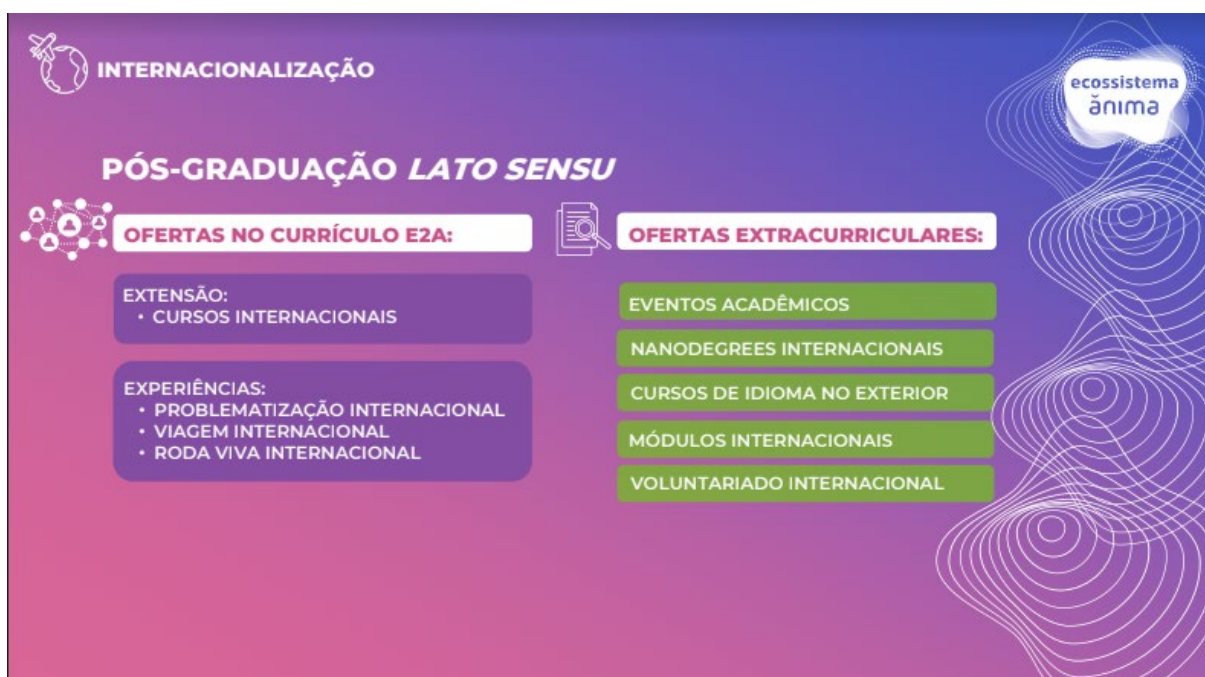 INTERNACIONALIZAÇÃO
ecossistema
ănıma
PÓS-GRADUAÇÃO LATO SENSU
OFERTAS NO CURRÍCULO E2A:
EXTENSÃO:
• CURSOS INTERNACIONAIS
EXPERIÊNCIAS:
• PROBLEMATIZAÇÃO INTERNACIONAL
• VIAGEM INTERNACIONAL
• RODA VIVA INTERNACIONAL
OFERTAS EXTRACURRICULARES:
EVENTOS ACADÊMICOS
NANODEGREES INTERNACIONAIS
CURSOS DE IDIOMA NO EXTERIOR
MÓDULOS INTERNACIONAIS
VOLUNTARIADO INTERNACIONAL